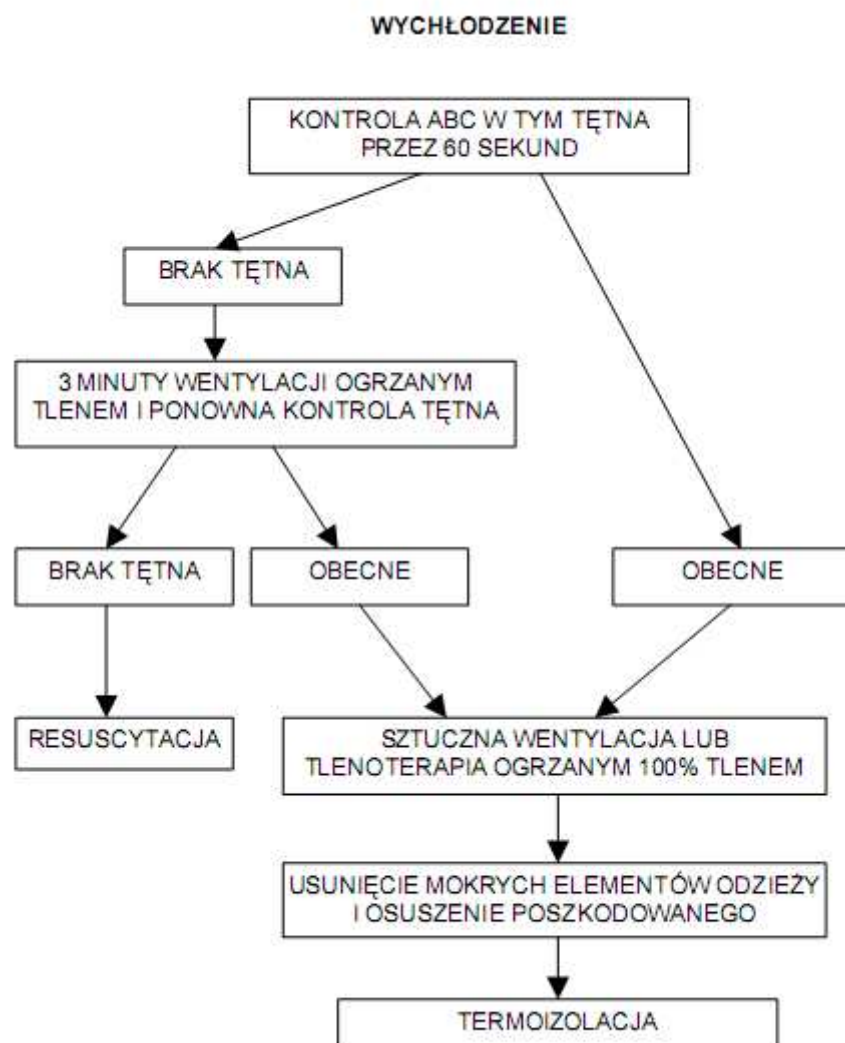 WYCHŁODZENIE
KONTROLA ABC W TYM TĘTNA
PRZEZ 60 SEKUND
BRAK TĘTNA
3 MINUTY WENTYLACJI OGRZANYM
TLENEM I PONOWNA KONTROLA TĘTNA
BRAK TĘTNA
OBECNE
OBECNE
RESUSCYTACJA
SZTUCZNA WENTYLACJA LUB
TLENOTERAPIA OGRZANYM 100% TLENEM
USUNIĘCIE MOKRYCH ELEMENTÓW ODZIEŻY
I OSUSZENIE POSZKODOWANEGO
TERMOIZOLACJA